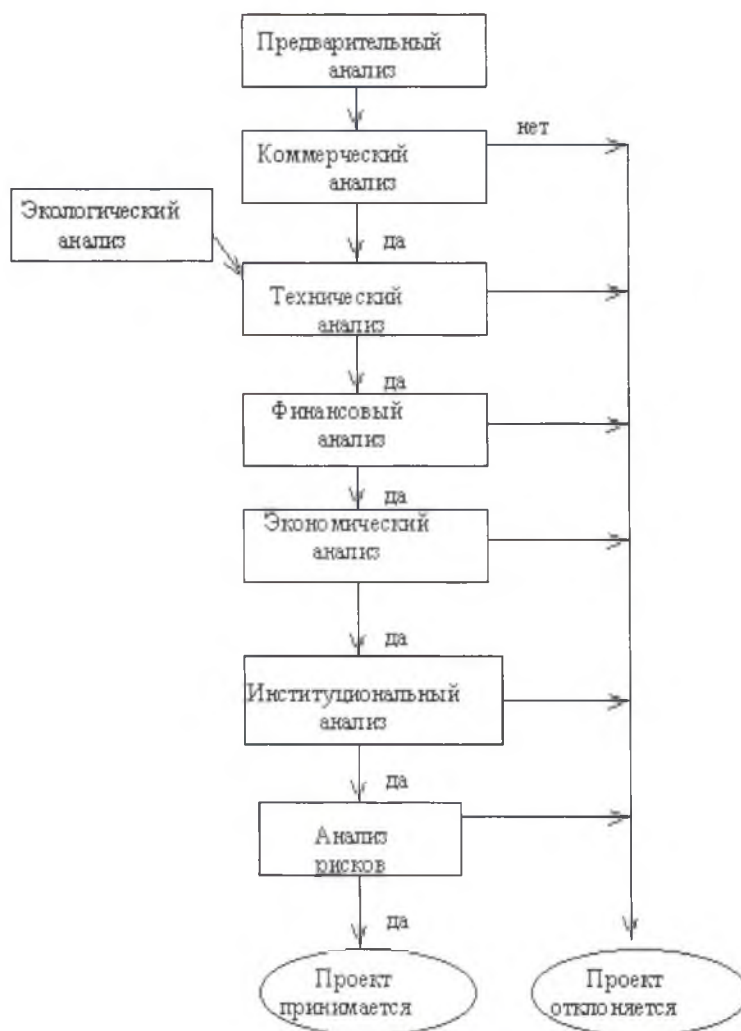 Предварительный
анализ
нет
Коммерческий
анализ
Экологический
анализ
да
Технический
анализ
да
Финансовый
анализ
да
Экономический
анализ
да
Институциональный
анализ
да
Анализ
рисков
да
Проект
принимается
Проект
отклоняется